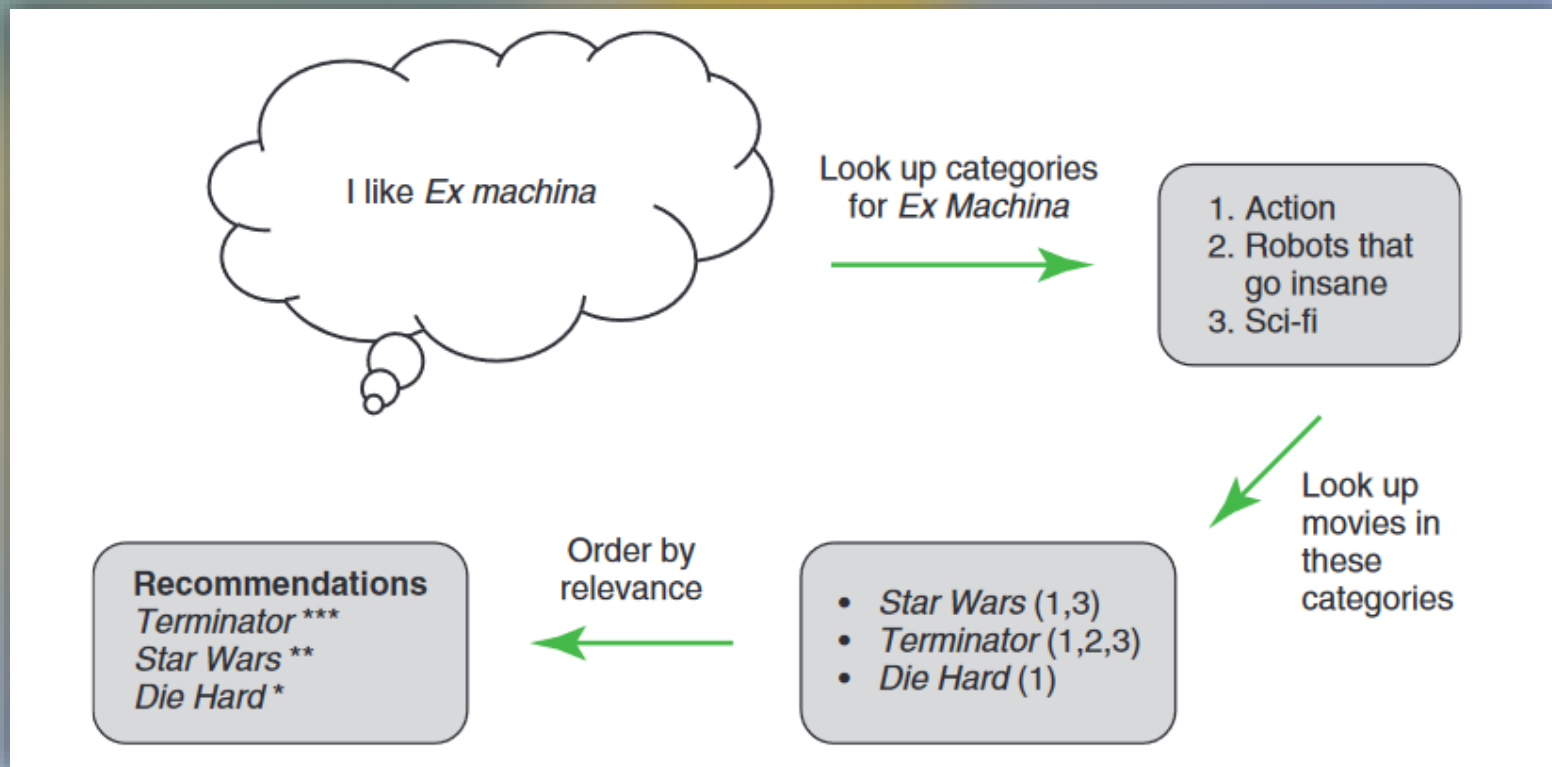 I like Ex machina
Look up categories
for Ex Machina
1. Action
2. Robots that
go insane
3. Sci-fi
Look up
movies in
these
categories
• Star Wars (1,3)
• Terminator (1,2,3)
• Die Hard (1)
Order by
relevance
Recommendations
Terminator ***
Star Wars **
Die Hard *